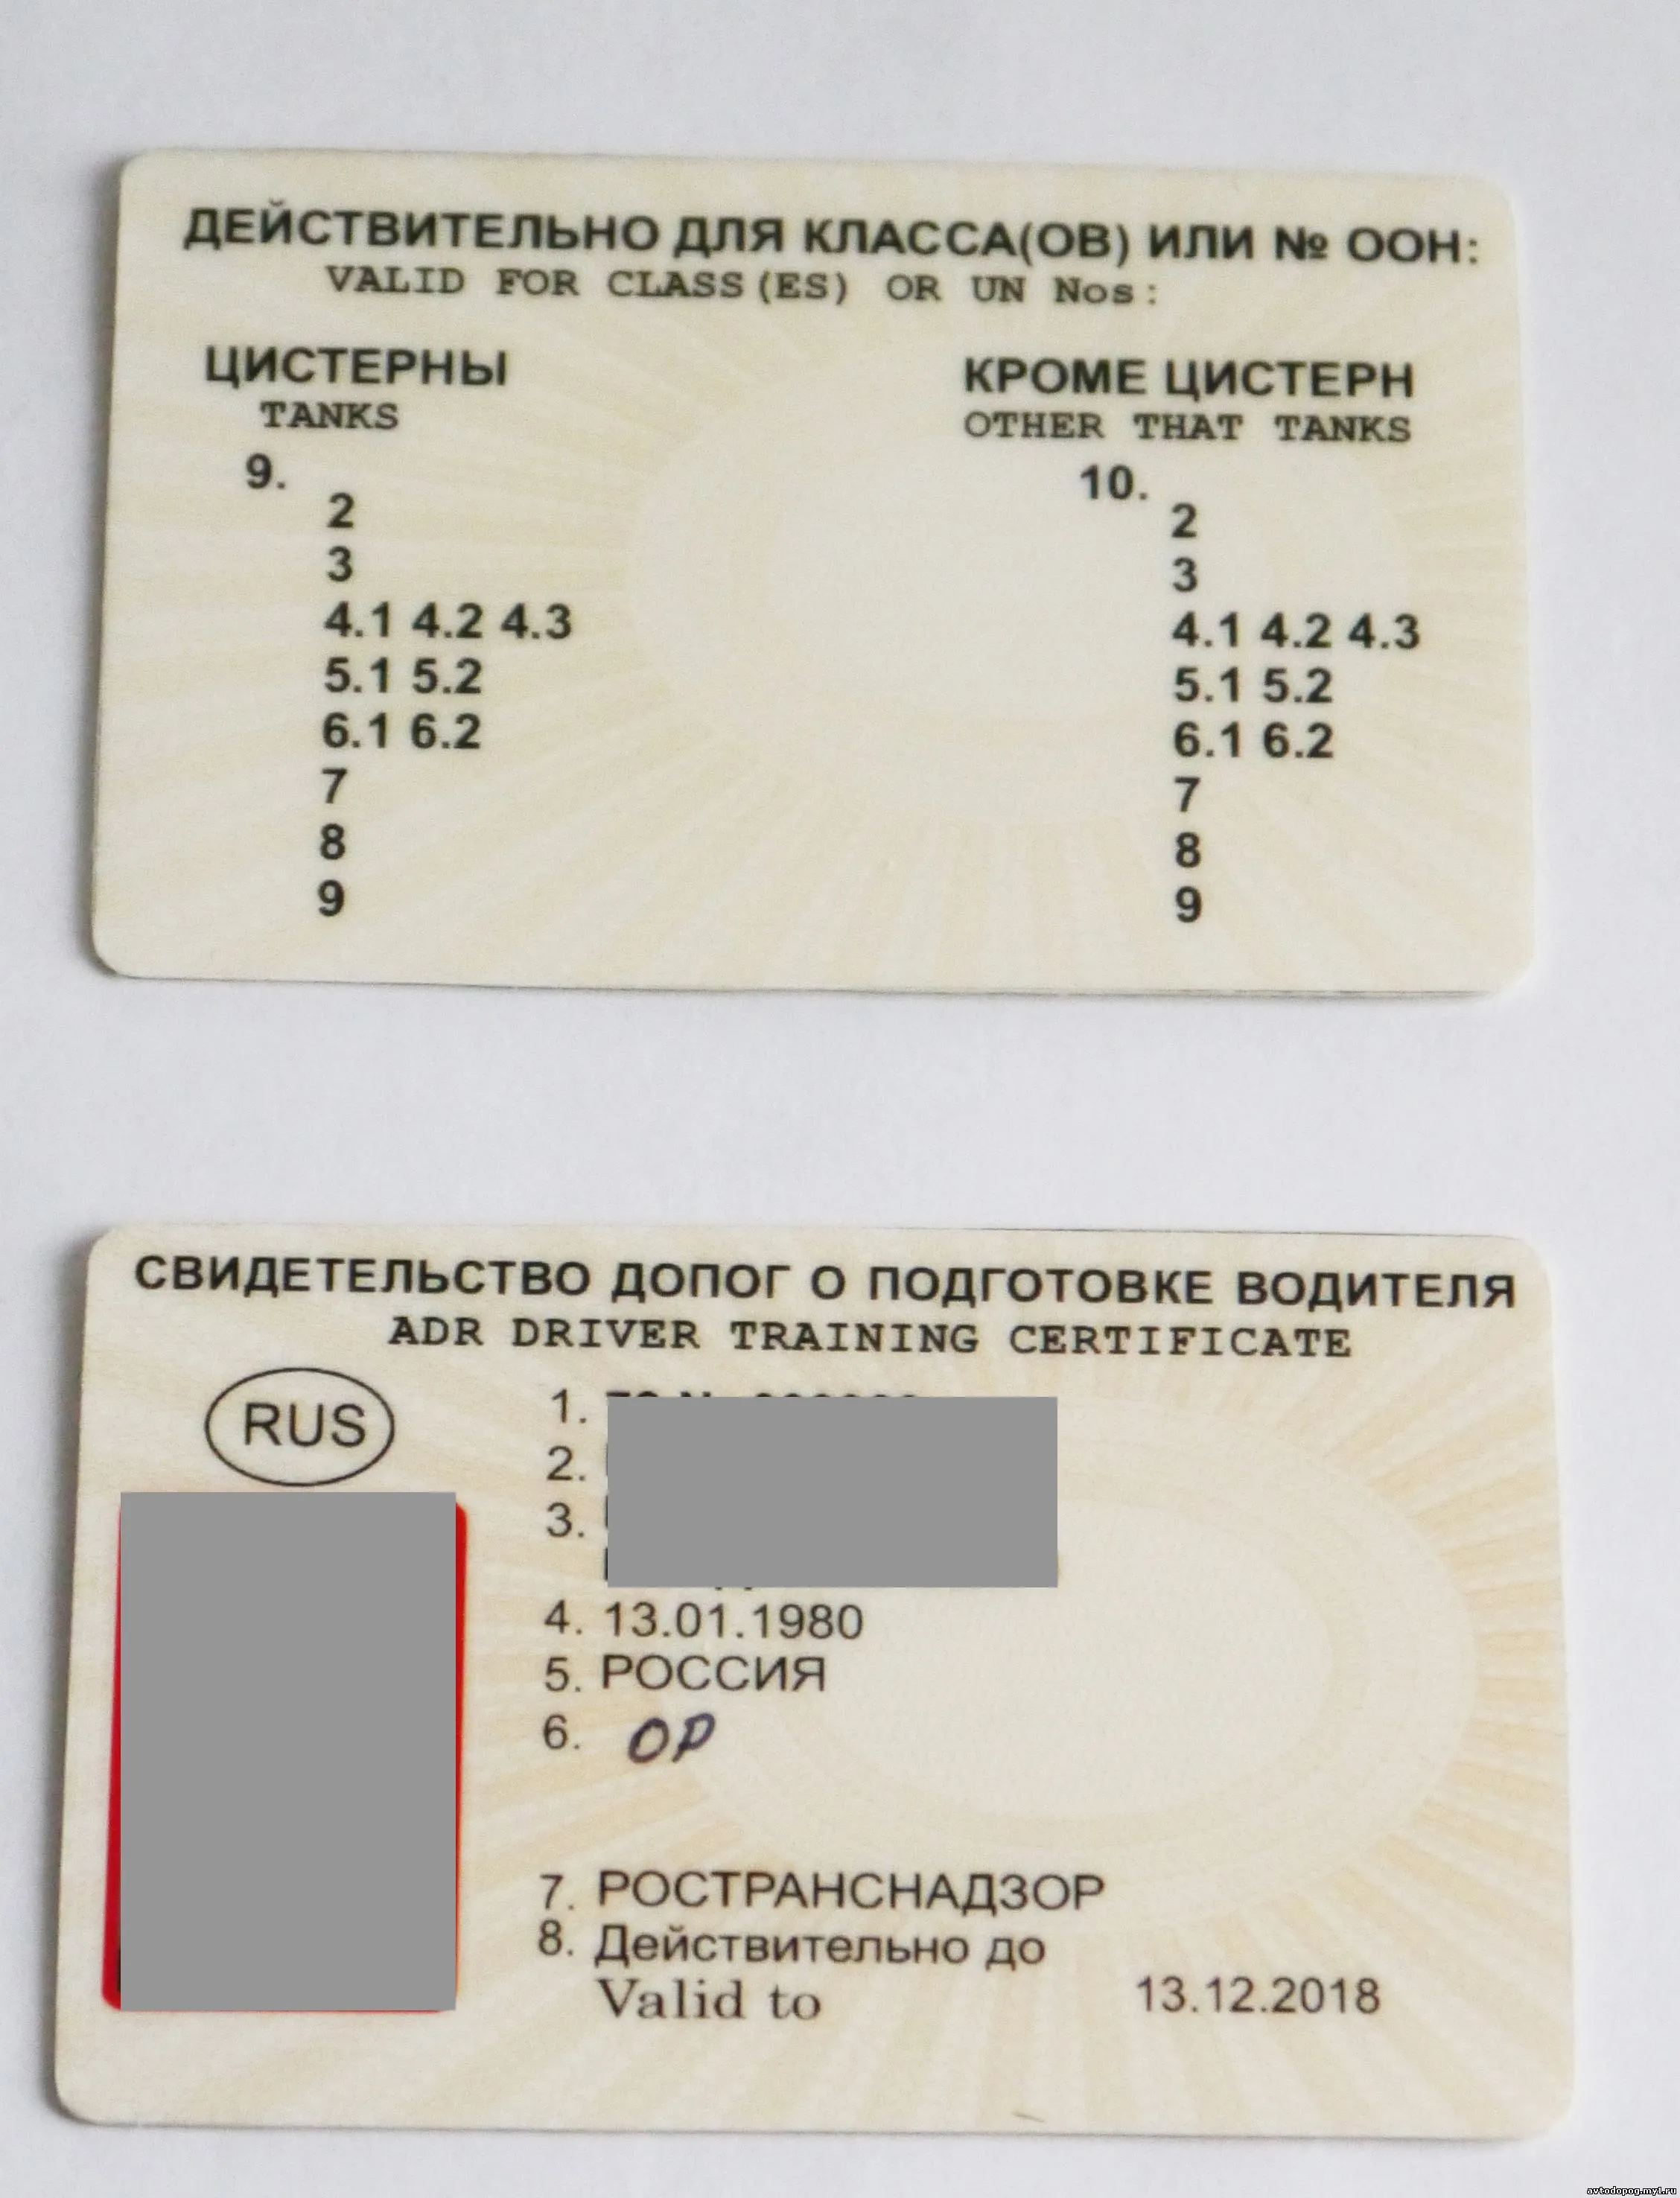 ДЕЙСТВИТЕЛЬНО ДЛЯ КЛАССА(ОВ) ИЛИ № ООН:
VALID FOR CLASS(ES) OR UN Nos:
ЦИСТЕРНЫ КРОМЕ ЦИСТЕРН
TANKS OTHER THAT TANKS
9. 10.
2 2
3 3
4.1 4.2 4.3 4.1 4.2 4.3
5.1 5.2 5.1 5.2
6.1 6.2 6.1 6.2
7 7
8 8
9 9
СВИДЕТЕЛЬСТВО ДОПОГ О ПОДГОТОВКЕ ВОДИТЕЛЯ
ADR DRIVER TRAINING CERTIFICATE
RUS
1.
2.
3.
4. 13.01.1980
5. РОССИЯ
6.
7. РОСТРАНСНАДЗОР
8. Действительно до
Valid to 13.12.2018
avtodopog.my1.ru